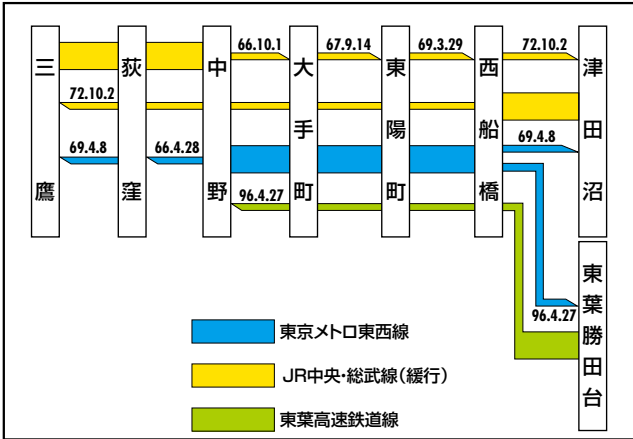 三鷹
荻窪
中野
大手町
東陽町
西船橋
津田沼
66.10.1
67.9.14
69.3.29
72.10.2
72.10.2
69.4.8
66.4.28
69.4.8
96.4.27
東葉勝田台
96.4.27
東京メトロ東西線
JR中央・総武線（緩行）
東葉高速鉄道線